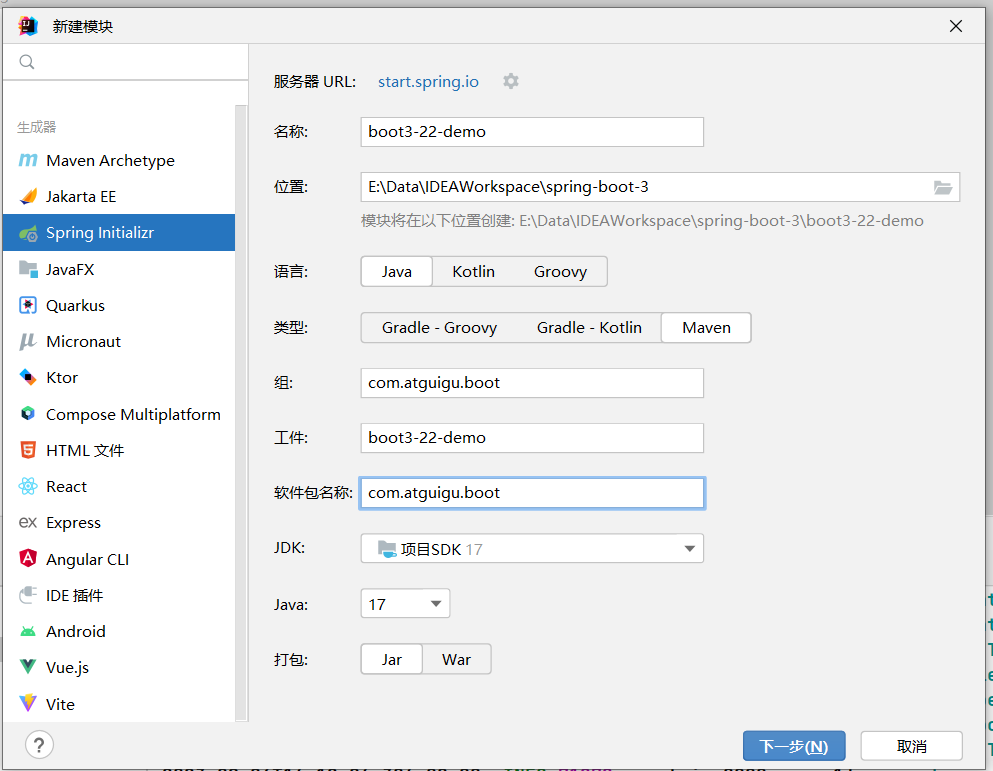 新建模块
生成器
Maven Archetype
Jakarta EE
Spring Initializr
JavaFX
Quarkus
Micronaut
Ktor
Compose Multiplatform
HTML 文件
React
Express
Angular CLI
IDE 插件
Android
Vue.js
Vite
服务器 URL: start.spring.io
名称: boot3-22-demo
位置: E:\Data\IDEAWorkspace\spring-boot-3
模块将在以下位置创建: E:\Data\IDEAWorkspace\spring-boot-3\boot3-22-demo
语言: Java Kotlin Groovy
类型: Gradle - Groovy Gradle - Kotlin Maven
组: com.atguigu.boot
工件: boot3-22-demo
软件包名称: com.atguigu.boot
JDK: 项目SDK 17
Java: 17
打包: Jar War
? 下一步(N) 取消